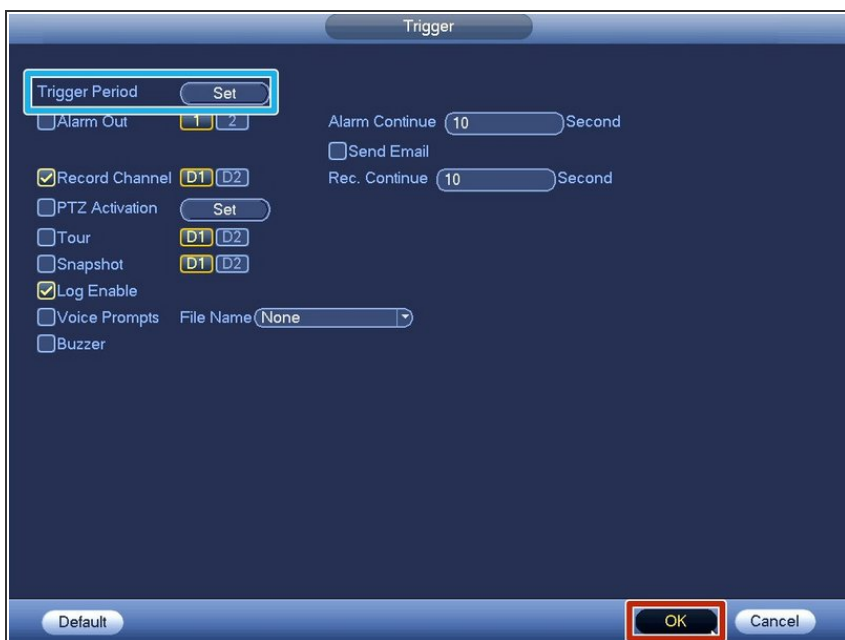 Trigger
Trigger Period Set
Alarm Out 1 2 Alarm Continue 10 Second
Send Email
Record Channel D1 D2 Rec. Continue 10 Second
PTZ Activation Set
Tour D1 D2
Snapshot D1 D2
Log Enable
Voice Prompts File Name None
Buzzer
Default OK Cancel